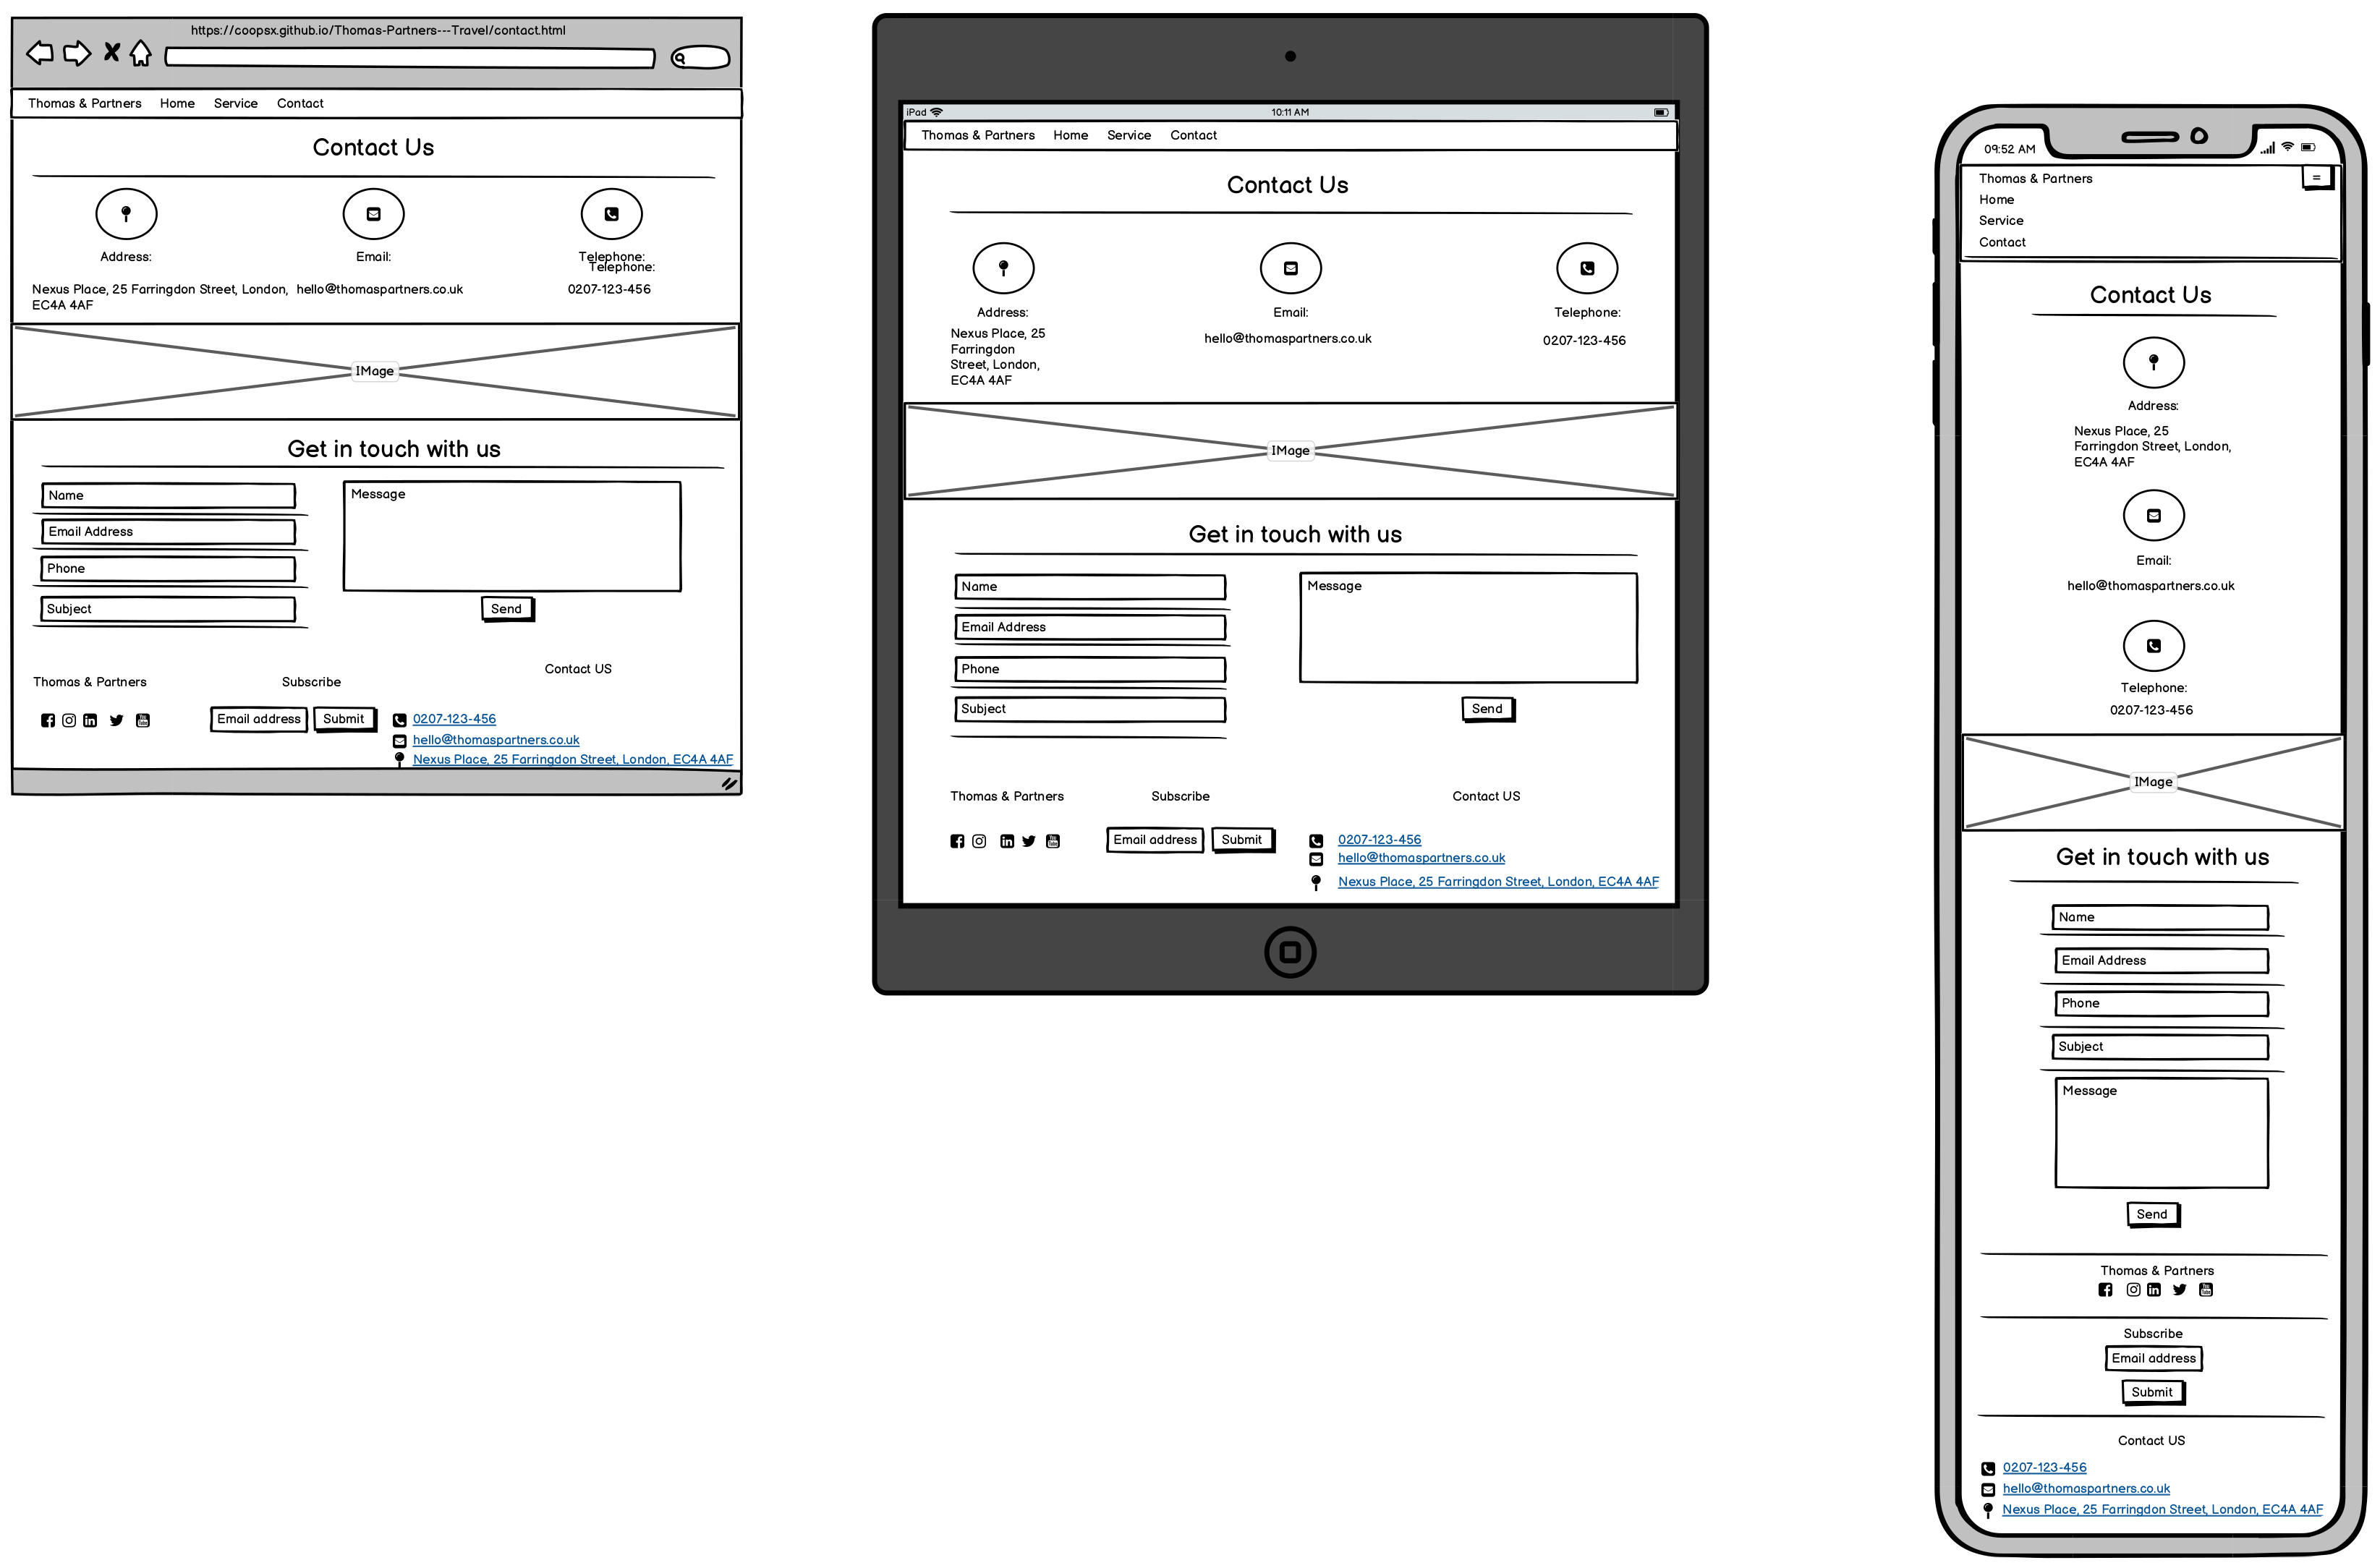 https://coopsx.github.io/Thomas-Partners---Travel/contact.html
Thomas & Partners Home Service Contact
Contact Us
Address: Email: Telephone:
Telephone:
Nexus Place, 25 Farringdon Street, London, hello@thomaspartners.co.uk 0207-123-456
EC4A 4AF
IMage
Get in touch with us
Name
Email Address
Phone
Subject
Message
Send
Thomas & Partners
Subscribe
Email address Submit
Contact US
0207-123-456
hello@thomaspartners.co.uk
Nexus Place, 25 Farringdon Street, London, EC4A 4AF
iPad 10:11 AM
Thomas & Partners Home Service Contact
Contact Us
Address:
Nexus Place, 25
Farringdon
Street, London,
EC4A 4AF
Email:
hello@thomaspartners.co.uk
Telephone:
0207-123-456
IMage
Get in touch with us
Name
Email Address
Phone
Subject
Message
Send
Thomas & Partners
Subscribe
Email address Submit
Contact US
0207-123-456
hello@thomaspartners.co.uk
Nexus Place, 25 Farringdon Street, London, EC4A 4AF
09:52 AM
Thomas & Partners =
Home
Service
Contact
Contact Us
Address:
Nexus Place, 25
Farringdon Street, London,
EC4A 4AF
Email:
hello@thomaspartners.co.uk
Telephone:
0207-123-456
IMage
Get in touch with us
Name
Email Address
Phone
Subject
Message
Send
Thomas & Partners
Subscribe
Email address
Submit
Contact US
0207-123-456
hello@thomaspartners.co.uk
Nexus Place, 25 Farringdon Street, London, EC4A 4AF